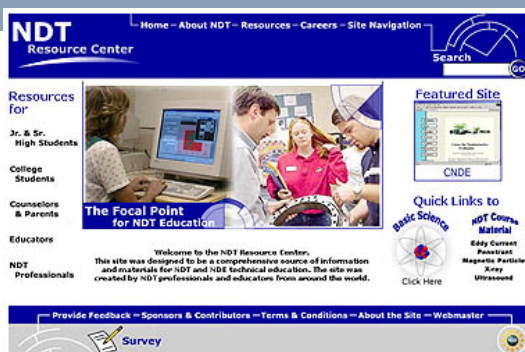 NDT
Resource Center
Home – About NDT – Resources – Careers – Site Navigation
Search
GO
Resources
for
Jr. & Sr.
High Students
College
Students
Counselors
& Parents
Educators
NDT
Professionals
The Focal Point
for NDT Education
Welcome to the NDT Resource Center.
This site was designed to be a comprehensive source of information
and materials for NDT and NDE technical education. The site was
created by NDT professionals and educators from around the world.
Featured Site
CNDE
Quick Links to
Basic Science
Click Here
NDT Course
Material
Eddy Current
Penetrant
Magnetic Particle
X-ray
Ultrasound
Provide Feedback – Sponsors & Contributors – Terms & Conditions – About the Site – Webmaster
Survey